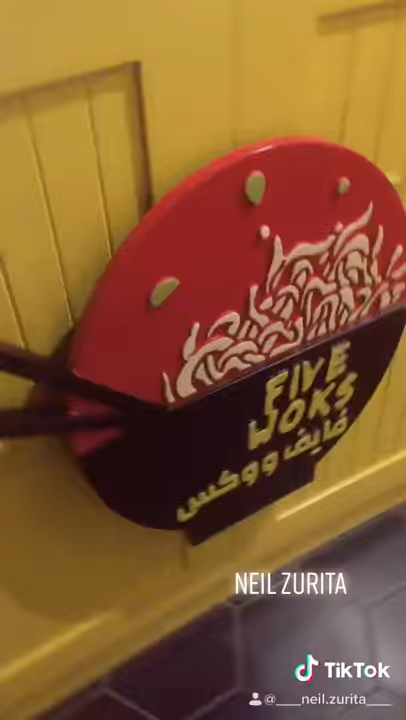 FIVE
WOKS
فايف ووكس
NEIL ZURITA
TikTok
@___neil.zurita___